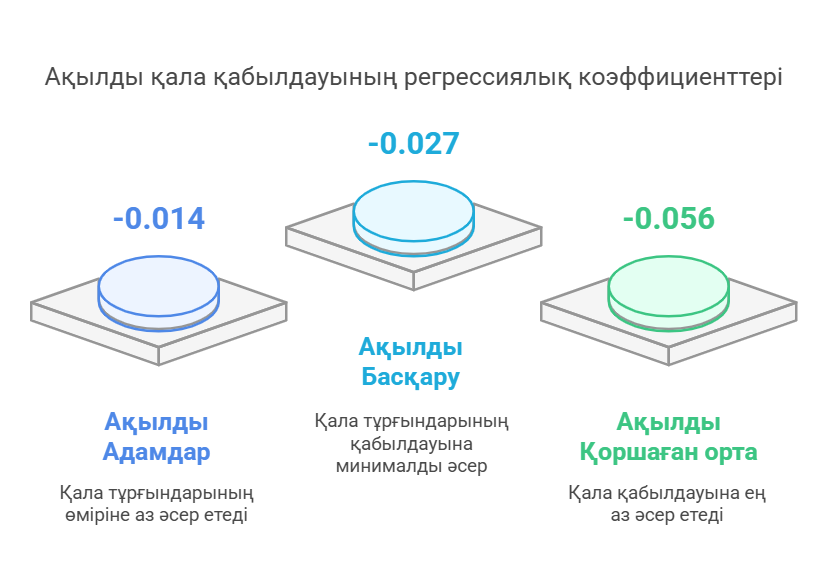 Ақылды қала қабылдауының регрессиялық коэффициенттері
-0.027
-0.014
-0.056
Ақылды
Басқару
Қала тұрғындарының
қабылдауына
минималды әсер
Ақылды
Адамдар
Қала тұрғындарының
өміріне аз әсер етеді
Ақылды
Қоршаған орта
Қала қабылдауына ең
аз әсер етеді